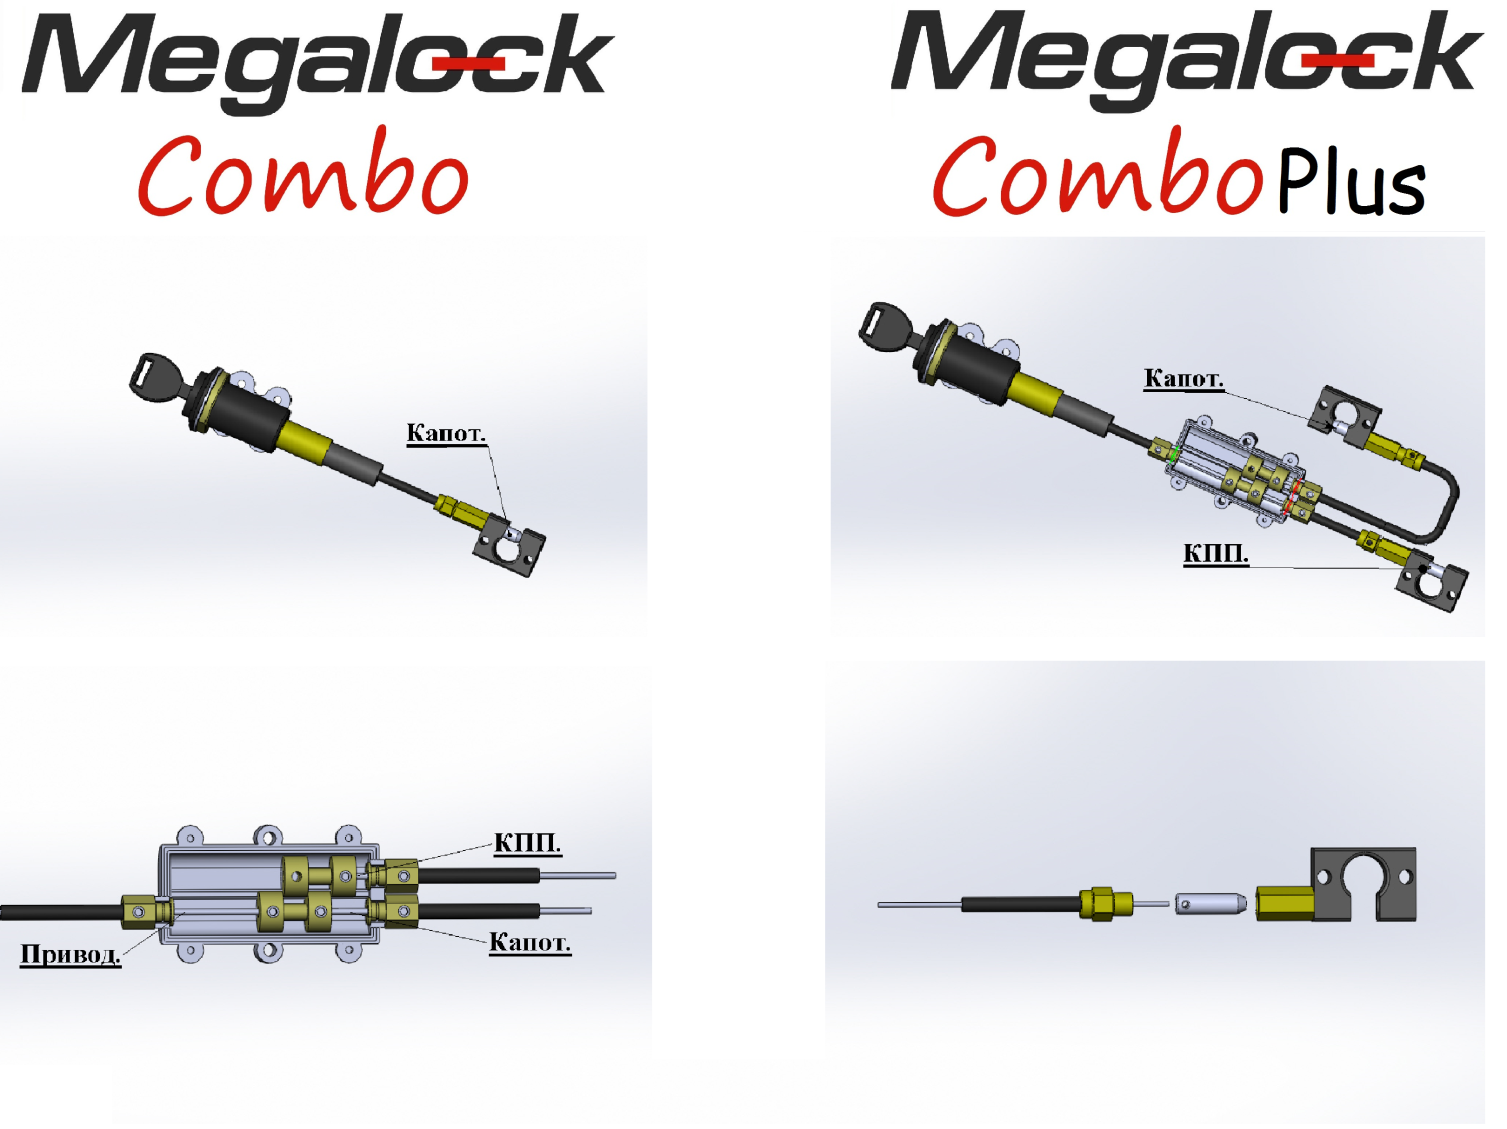 Megalock
Combo
Megalock
Combo Plus
Капот.
Капот.
КПП.
КПП.
Привод.
Капот.